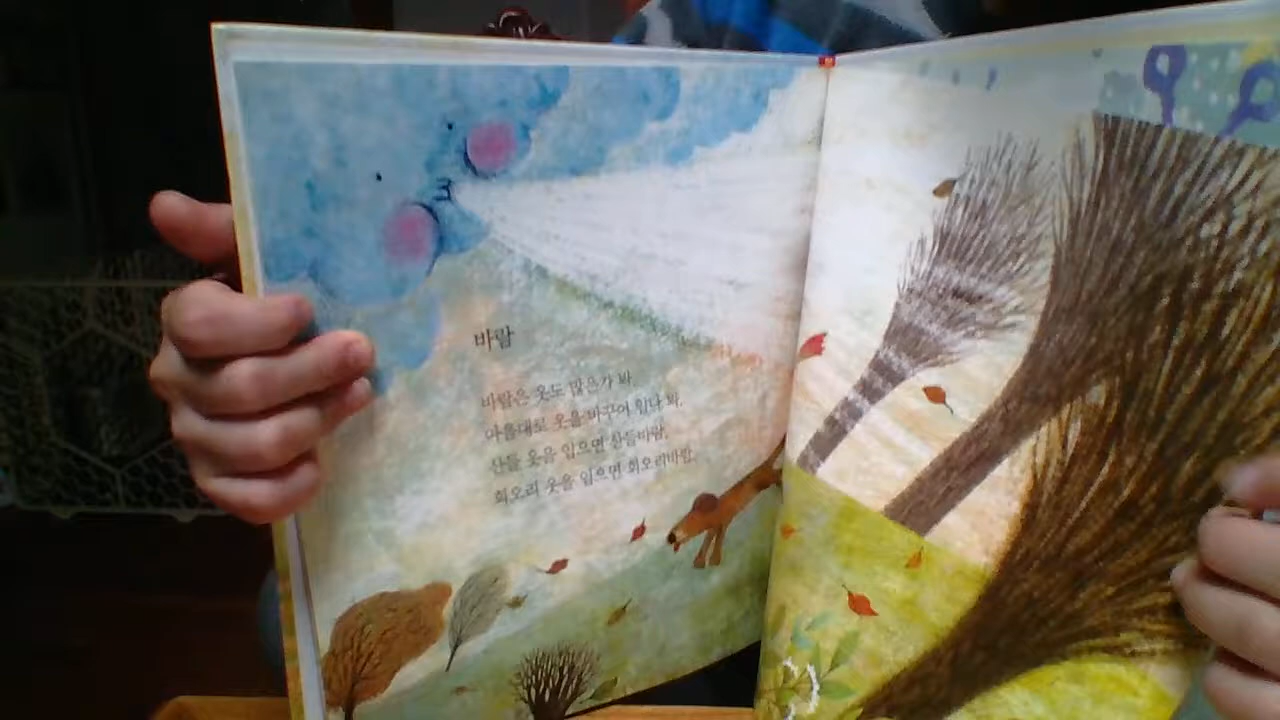 바람
바람은 옷도 많은가 봐.
마음대로 옷을 바꾸어 입나 봐.
산들 옷을 입으면 산들바람.
회오리 옷을 입으면 회오리바람.